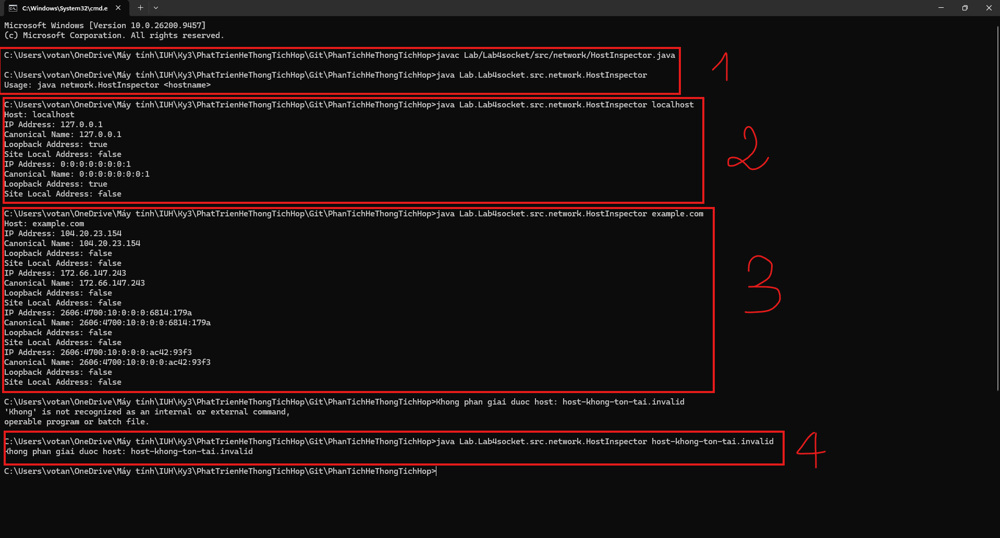 C:\Windows\System32\cmd.e
Microsoft Windows [Version 10.0.26200.9457]
(c) Microsoft Corporation. All rights reserved.
C:\Users\votan\OneDrive\Máy tính\IUH\Ky3\PhatTrienHeThongTichHop\Git\PhanTichHeThongTichHop>javac Lab/Lab4socket/src/network/HostInspector.java
1
C:\Users\votan\OneDrive\Máy tính\IUH\Ky3\PhatTrienHeThongTichHop\Git\PhanTichHeThongTichHop>java Lab.Lab4socket.src.network.HostInspector
Usage: java network.HostInspector <hostname>
C:\Users\votan\OneDrive\Máy tính\IUH\Ky3\PhatTrienHeThongTichHop\Git\PhanTichHeThongTichHop>java Lab.Lab4socket.src.network.HostInspector localhost
Host: localhost
IP Address: 127.0.0.1
Canonical Name: 127.0.0.1
Loopback Address: true
2
Site Local Address: false
IP Address: 0:0:0:0:0:0:0:1
Canonical Name: 0:0:0:0:0:0:0:1
Loopback Address: true
Site Local Address: false
C:\Users\votan\OneDrive\Máy tính\IUH\Ky3\PhatTrienHeThongTichHop\Git\PhanTichHeThongTichHop>java Lab.Lab4socket.src.network.HostInspector example.com
Host: example.com
IP Address: 104.20.23.154
Canonical Name: 104.20.23.154
Loopback Address: false
Site Local Address: false
IP Address: 172.66.147.243
Canonical Name: 172.66.147.243
3
Loopback Address: false
Site Local Address: false
IP Address: 2606:4700:10:0:0:0:6814:179a
Canonical Name: 2606:4700:10:0:0:0:6814:179a
Loopback Address: false
Site Local Address: false
IP Address: 2606:4700:10:0:0:0:ac42:93f3
Canonical Name: 2606:4700:10:0:0:0:ac42:93f3
Loopback Address: false
Site Local Address: false
C:\Users\votan\OneDrive\Máy tính\IUH\Ky3\PhatTrienHeThongTichHop\Git\PhanTichHeThongTichHop>Khong phan giai duoc host: host-khong-ton-tai.invalid
'Khong' is not recognized as an internal or external command,
operable program or batch file.
C:\Users\votan\OneDrive\Máy tính\IUH\Ky3\PhatTrienHeThongTichHop\Git\PhanTichHeThongTichHop>java Lab.Lab4socket.src.network.HostInspector host-khong-ton-tai.invalid
Khong phan giai duoc host: host-khong-ton-tai.invalid
4
C:\Users\votan\OneDrive\Máy tính\IUH\Ky3\PhatTrienHeThongTichHop\Git\PhanTichHeThongTichHop>